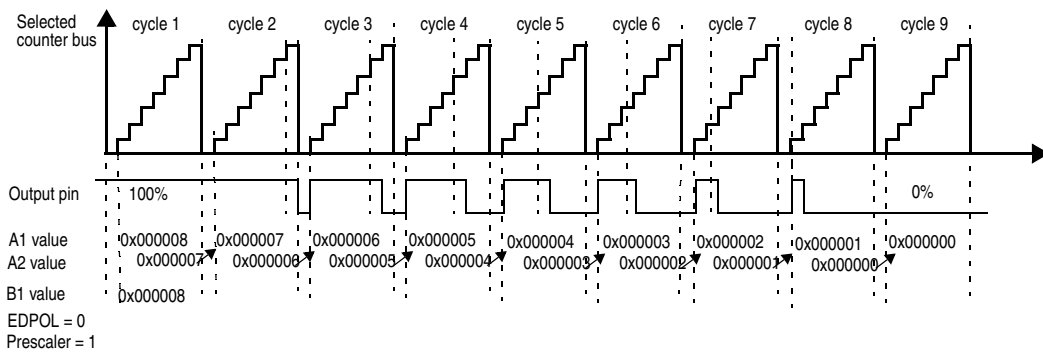 Selected counter bus
cycle 1 cycle 2 cycle 3 cycle 4 cycle 5 cycle 6 cycle 7 cycle 8 cycle 9
Output pin 100% 0%
A1 value 0x000008 0x000007 0x000006 0x000005 0x000004 0x000003 0x000002 0x000001 0x000000
A2 value 0x000007 0x000006 0x000005 0x000004 0x000003 0x000002 0x000001 0x000000
B1 value 0x000008
EDPOL = 0
Prescaler = 1